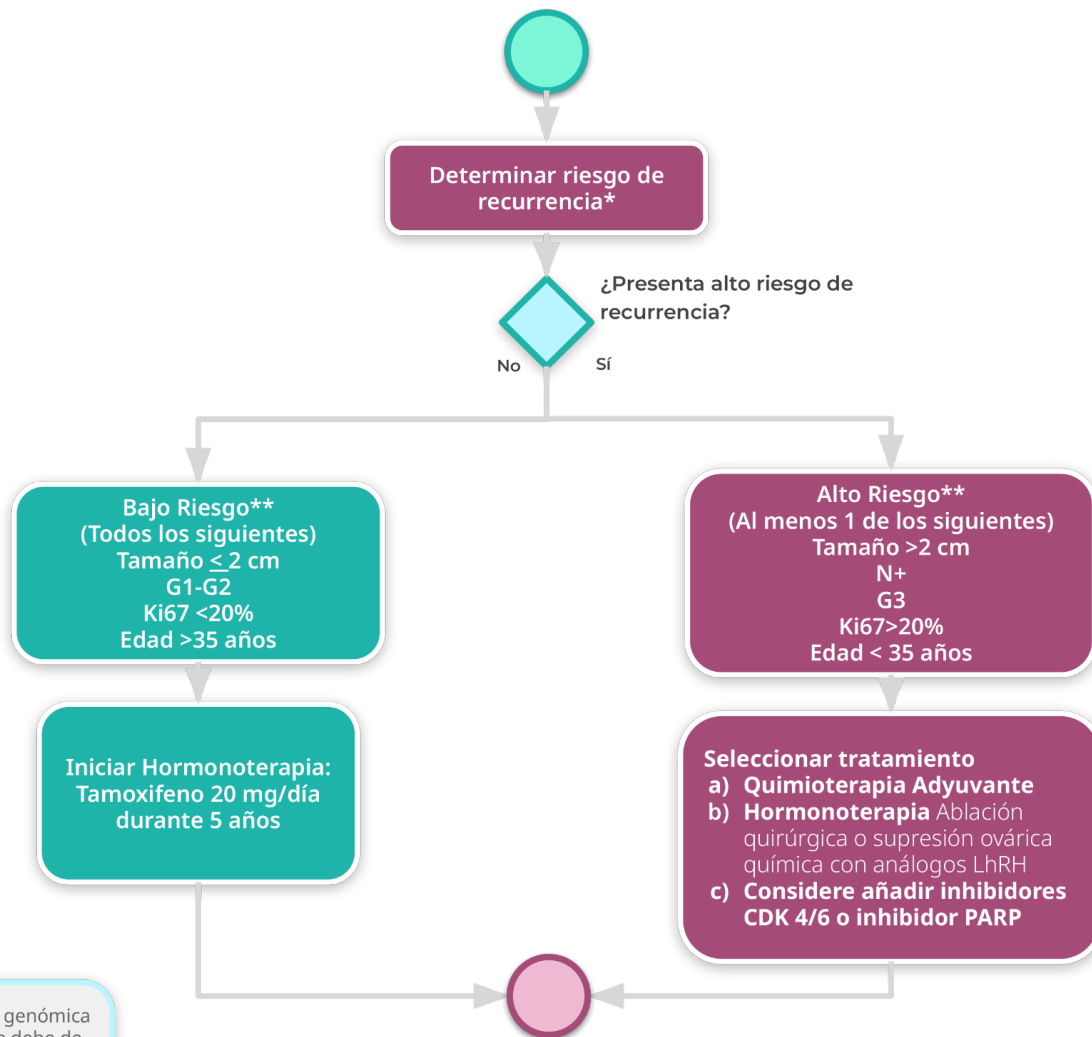 Determinar riesgo de
recurrencia*
¿Presenta alto riesgo de
recurrencia?
No
Sí
Bajo Riesgo**
(Todos los siguientes)
Tamaño < 2 cm
G1-G2
Ki67 <20%
Edad >35 años
Alto Riesgo**
(Al menos 1 de los siguientes)
Tamaño >2 cm
N+
G3
Ki67>20%
Edad < 35 años
Iniciar Hormonoterapia:
Tamoxifeno 20 mg/día
durante 5 años
Seleccionar tratamiento
a) Quimioterapia Adyuvante
b) Hormonoterapia Ablación
quirúrgica o supresión ovárica
química con análogos LhRH
c) Considere añadir inhibidores
CDK 4/6 o inhibidor PARP
genómica
debe de